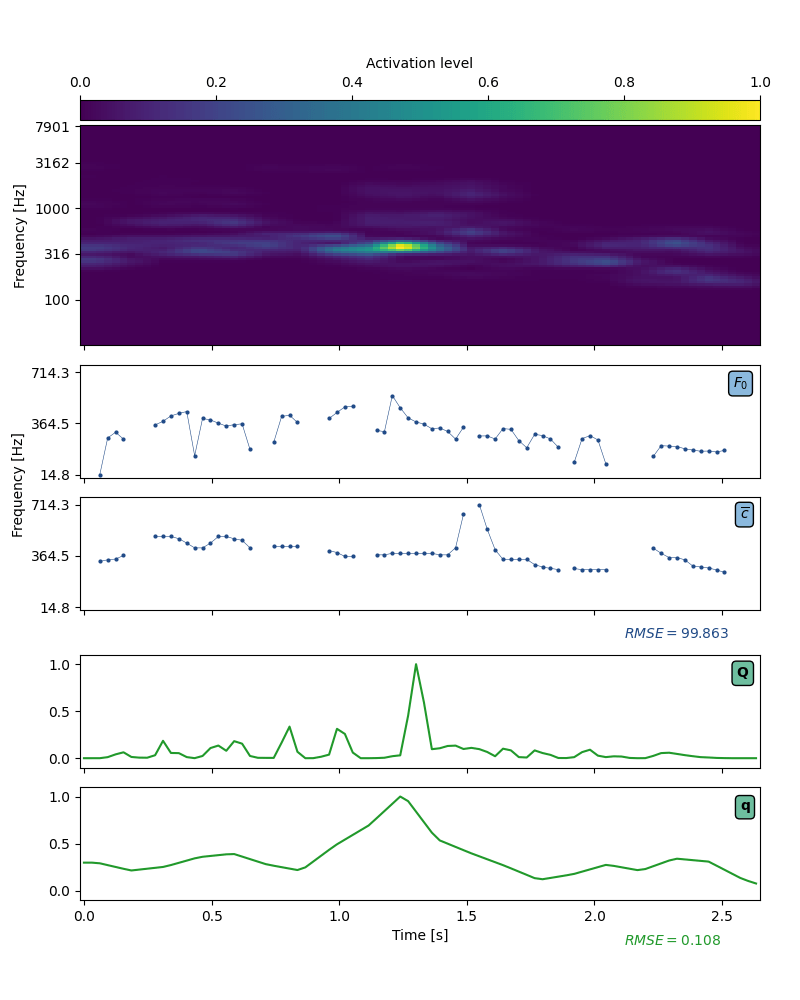 Activation level
0.0 0.2 0.4 0.6 0.8 1.0
7901
3162
1000
316
100
Frequency [Hz]
714.3
364.5
14.8
F₀
Frequency [Hz]
714.3
364.5
14.8
c̅
RMSE = 99.863
1.0
0.5
0.0
Q
1.0
0.5
0.0
q
0.0 0.5 1.0 1.5 2.0 2.5
Time [s]
RMSE = 0.108